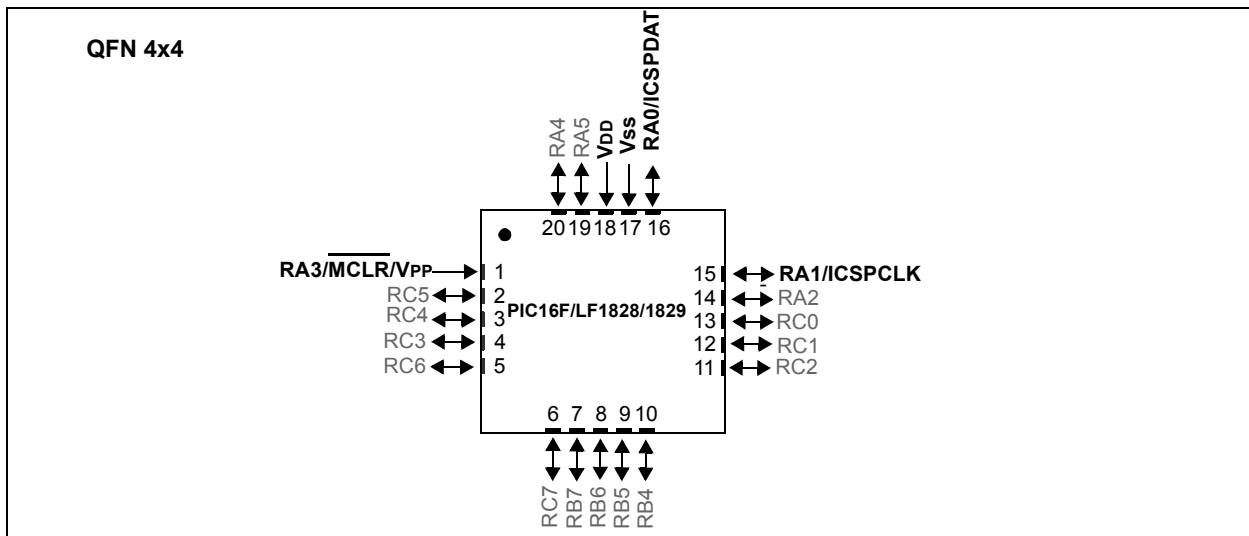 QFN 4x4
RA4
RA5
VDD
Vss
RA0/ICSPDAT
20 19 18 17 16
RA3/MCLR/VPP
1
15
RA1/ICSPCLK
RC5
2
14
RA2
PIC16F/LF1828/1829
RC4
3
13
RC0
RC3
4
12
RC1
RC6
5
11
RC2
6 7 8 9 10
RC7
RB7
RB6
RB5
RB4